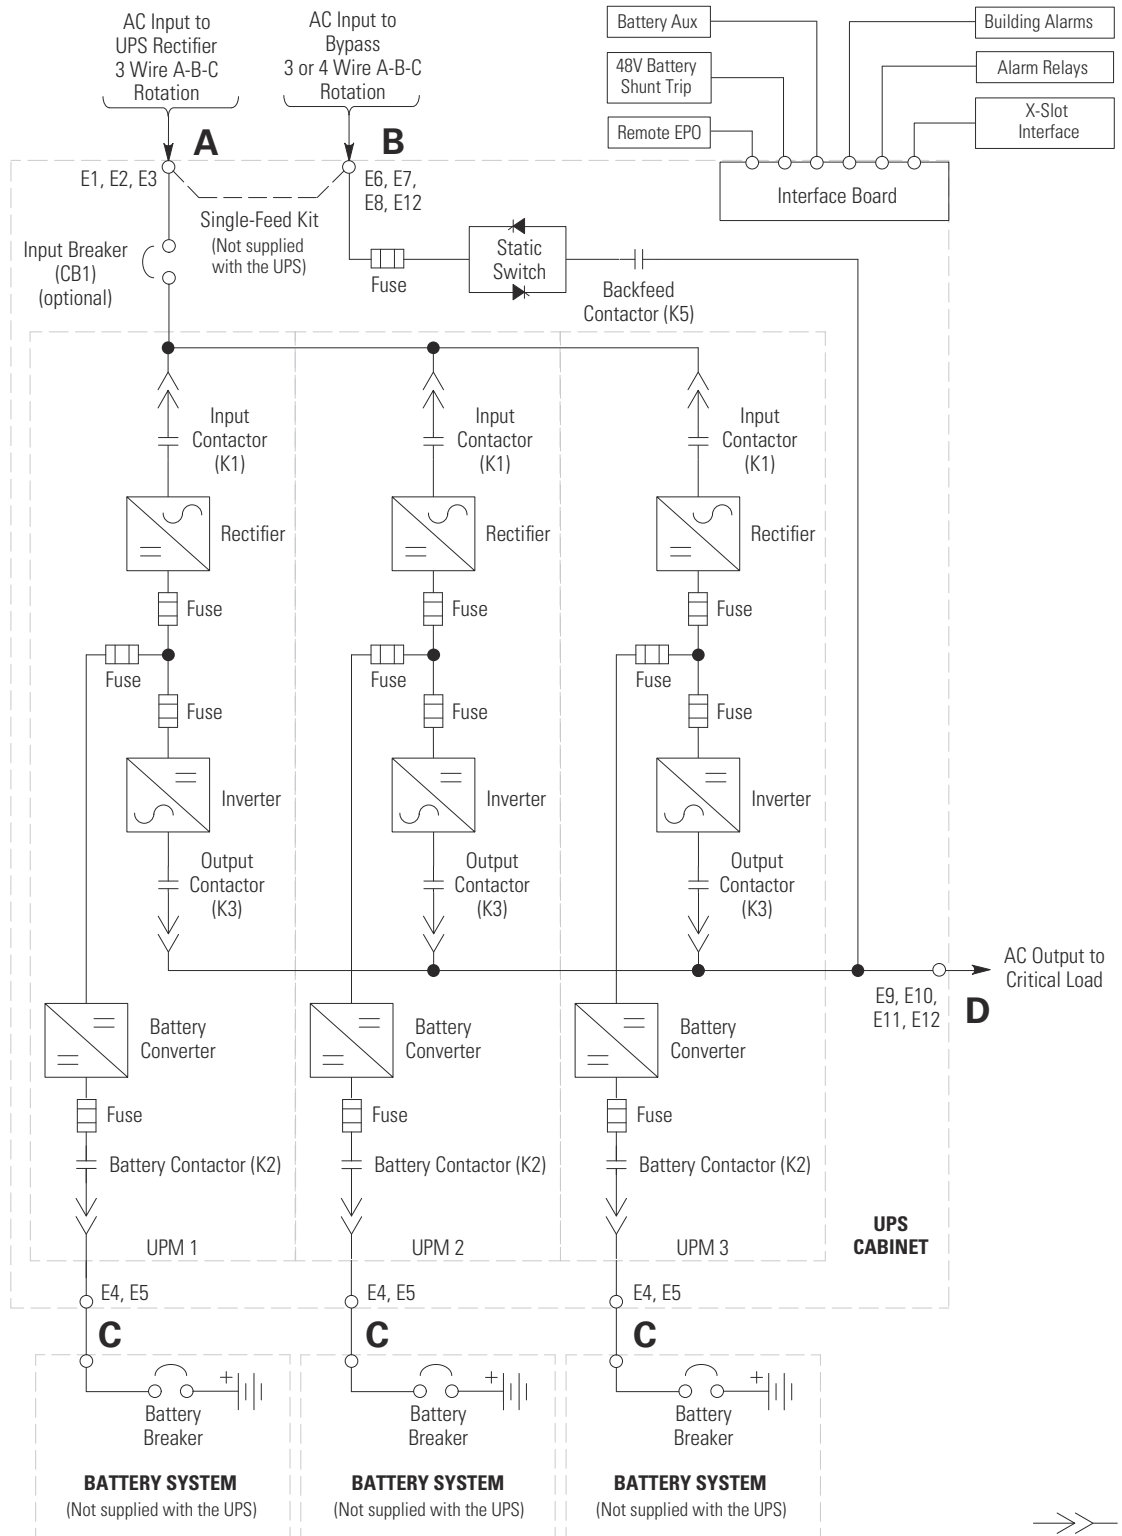 AC Input to
UPS Rectifier
3 Wire A-B-C
Rotation
AC Input to
Bypass
3 or 4 Wire A-B-C
Rotation
Battery Aux
48V Battery
Shunt Trip
Remote EPO
Building Alarms
Alarm Relays
X-Slot
Interface
Interface Board
A
B
E1, E2, E3
E6, E7,
E8, E12
Single-Feed Kit
(Not supplied
with the UPS)
Input Breaker
(CB1)
(optional)
Fuse
Static
Switch
Backfeed
Contactor (K5)
Input
Contactor
(K1)
Input
Contactor
(K1)
Input
Contactor
(K1)
Rectifier
Rectifier
Rectifier
Fuse
Fuse
Fuse
Fuse
Fuse
Fuse
Fuse
Fuse
Fuse
Inverter
Inverter
Inverter
Output
Contactor
(K3)
Output
Contactor
(K3)
Output
Contactor
(K3)
AC Output to
Critical Load
E9, E10,
E11, E12
D
Battery
Converter
Battery
Converter
Battery
Converter
Fuse
Fuse
Fuse
Battery Contactor (K2)
Battery Contactor (K2)
Battery Contactor (K2)
UPM 1
UPM 2
UPM 3
UPS
CABINET
E4, E5
E4, E5
E4, E5
C
C
C
+
+
+
Battery
Breaker
Battery
Breaker
Battery
Breaker
BATTERY SYSTEM
(Not supplied with the UPS)
BATTERY SYSTEM
(Not supplied with the UPS)
BATTERY SYSTEM
(Not supplied with the UPS)